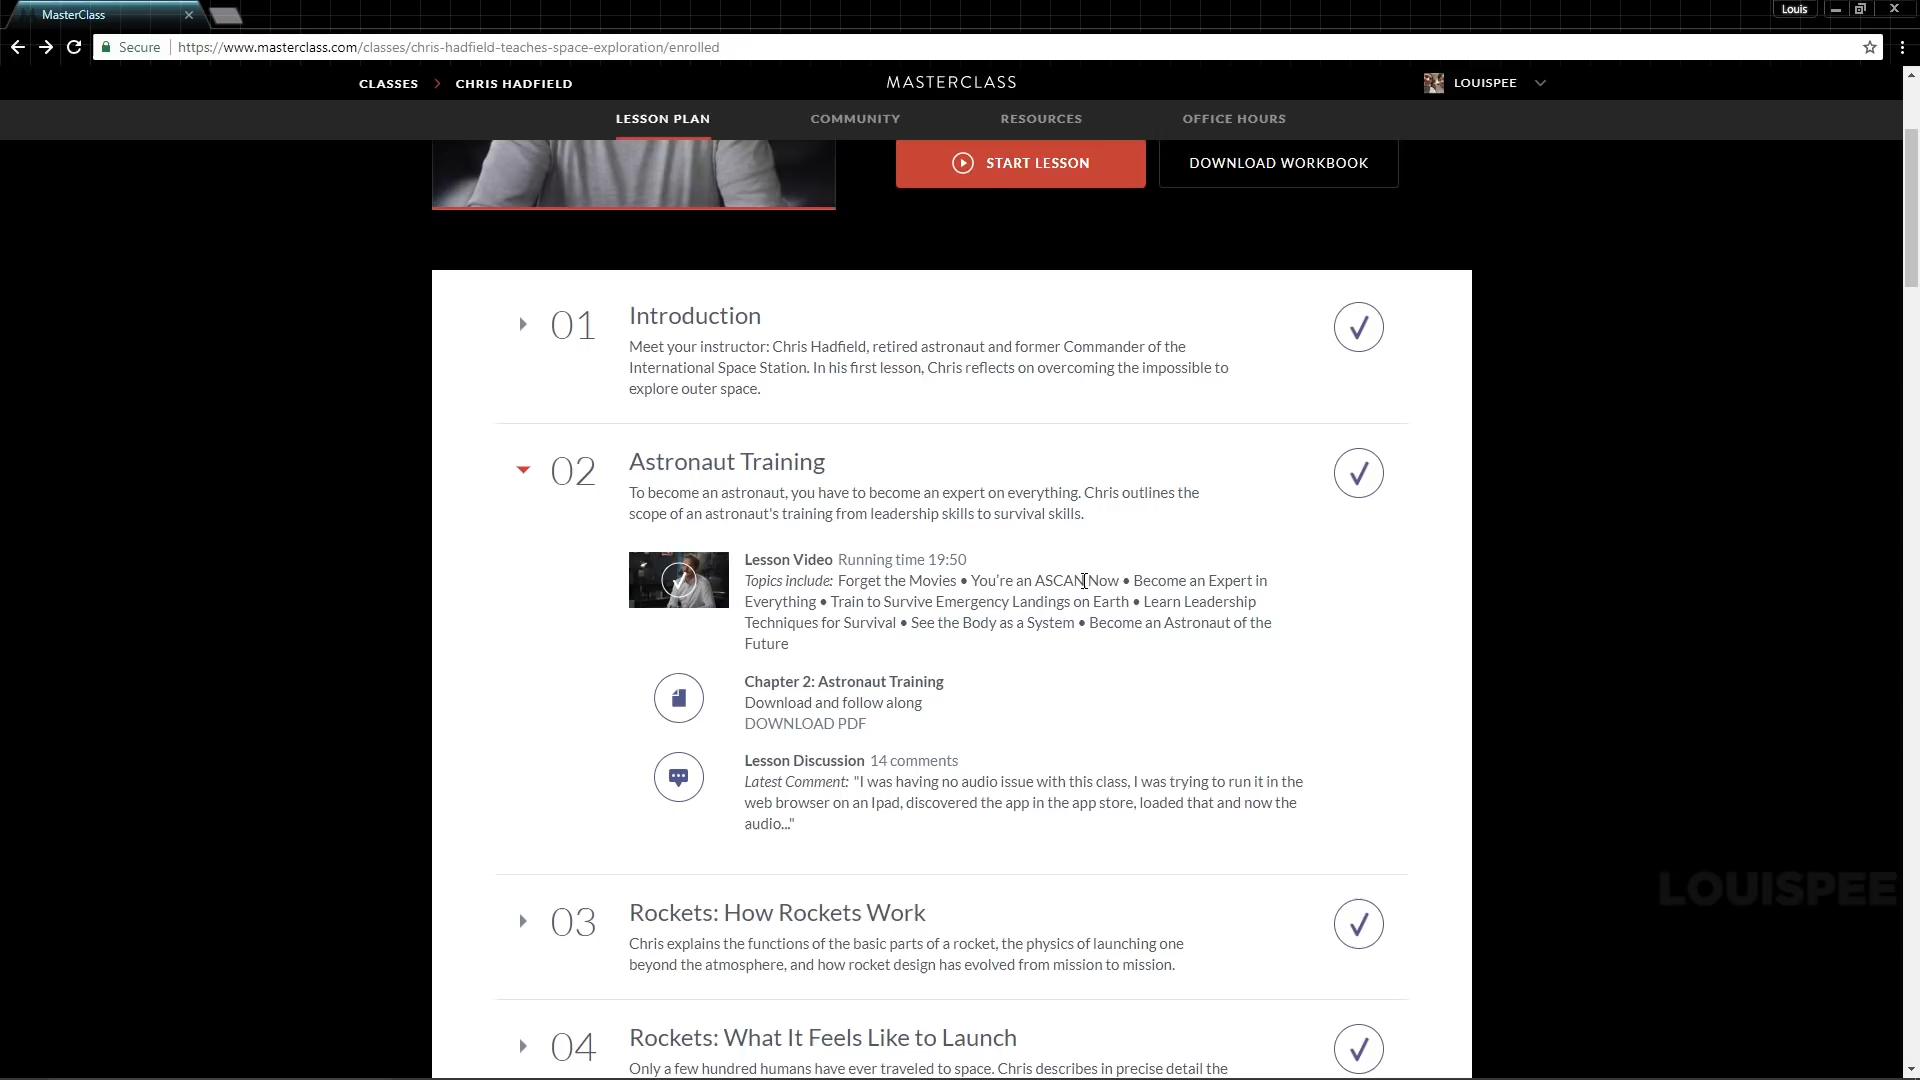 MasterClass
Louis
Secure
https://www.masterclass.com/classes/chris-hadfield-teaches-space-exploration/enrolled
CLASSES > CHRIS HADFIELD
MASTERCLASS
LOUISPEE
LESSON PLAN
COMMUNITY
RESOURCES
OFFICE HOURS
START LESSON
DOWNLOAD WORKBOOK
01
Introduction
Meet your instructor: Chris Hadfield, retired astronaut and former Commander of the
International Space Station. In his first lesson, Chris reflects on overcoming the impossible to
explore outer space.
02
Astronaut Training
To become an astronaut, you have to become an expert on everything. Chris outlines the
scope of an astronaut's training from leadership skills to survival skills.
Lesson Video Running time 19:50
Topics include: Forget the Movies • You’re an ASCAN Now • Become an Expert in
Everything • Train to Survive Emergency Landings on Earth • Learn Leadership
Techniques for Survival • See the Body as a System • Become an Astronaut of the
Future
Chapter 2: Astronaut Training
Download and follow along
DOWNLOAD PDF
Lesson Discussion 14 comments
Latest Comment: "I was having no audio issue with this class, I was trying to run it in the
web browser on an Ipad, discovered the app in the app store, loaded that and now the
audio..."
LOUISPEE
03
Rockets: How Rockets Work
Chris explains the functions of the basic parts of a rocket, the physics of launching one
beyond the atmosphere, and how rocket design has evolved from mission to mission.
04
Rockets: What It Feels Like to Launch
Only a few hundred humans have ever traveled to space. Chris describes in precise detail the